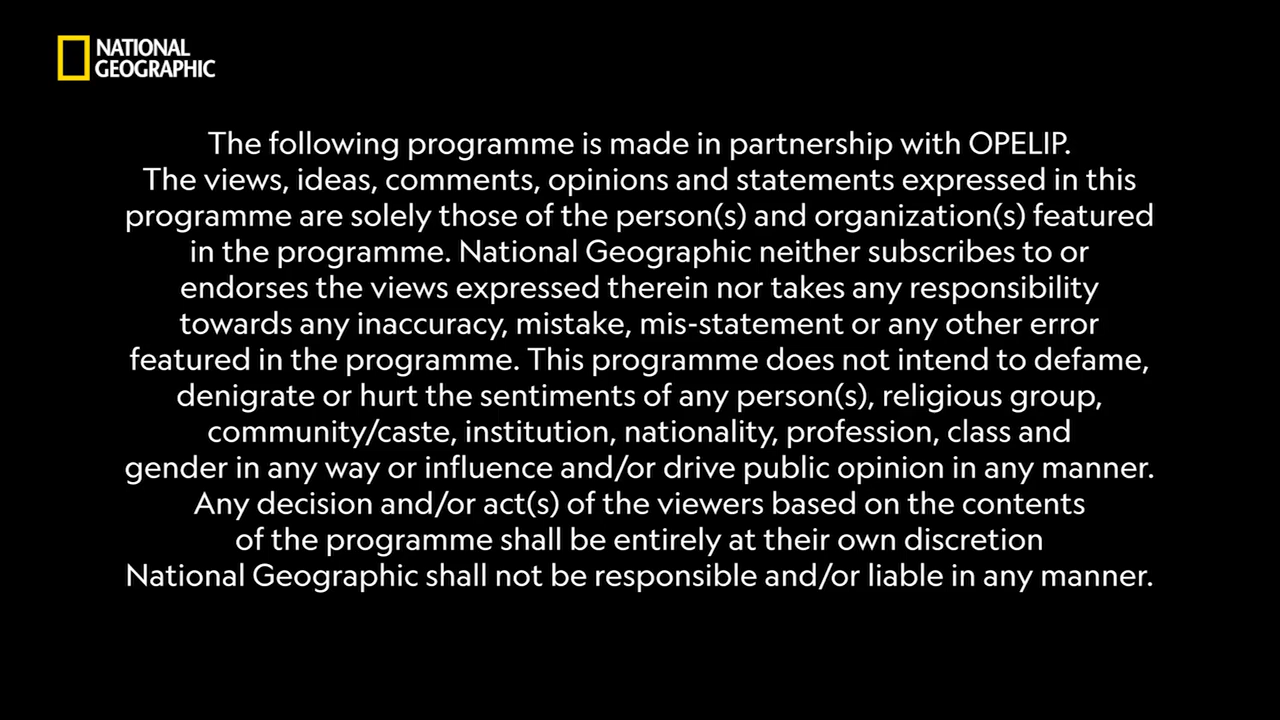 NATIONAL
GEOGRAPHIC
The following programme is made in partnership with OPELIP.
The views, ideas, comments, opinions and statements expressed in this
programme are solely those of the person(s) and organization(s) featured
in the programme. National Geographic neither subscribes to or
endorses the views expressed therein nor takes any responsibility
towards any inaccuracy, mistake, mis-statement or any other error
featured in the programme. This programme does not intend to defame,
denigrate or hurt the sentiments of any person(s), religious group,
community/caste, institution, nationality, profession, class and
gender in any way or influence and/or drive public opinion in any manner.
Any decision and/or act(s) of the viewers based on the contents
of the programme shall be entirely at their own discretion
National Geographic shall not be responsible and/or liable in any manner.